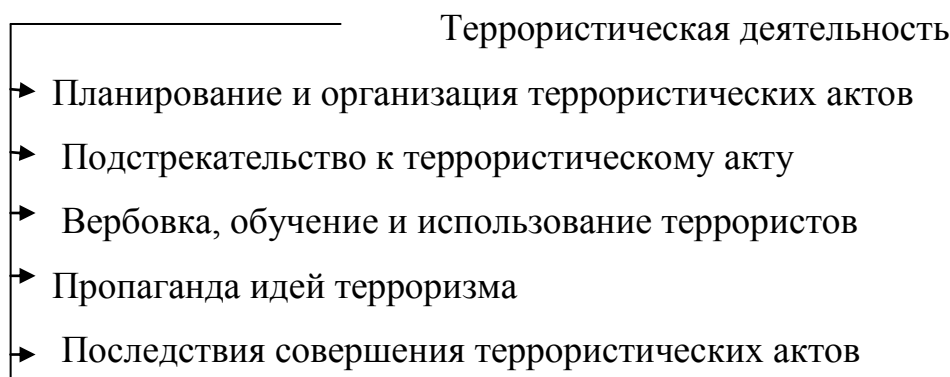 Террористическая деятельность
Планирование и организация террористических актов
Подстрекательство к террористическому акту
Вербовка, обучение и использование террористов
Пропаганда идей терроризма
Последствия совершения террористических актов